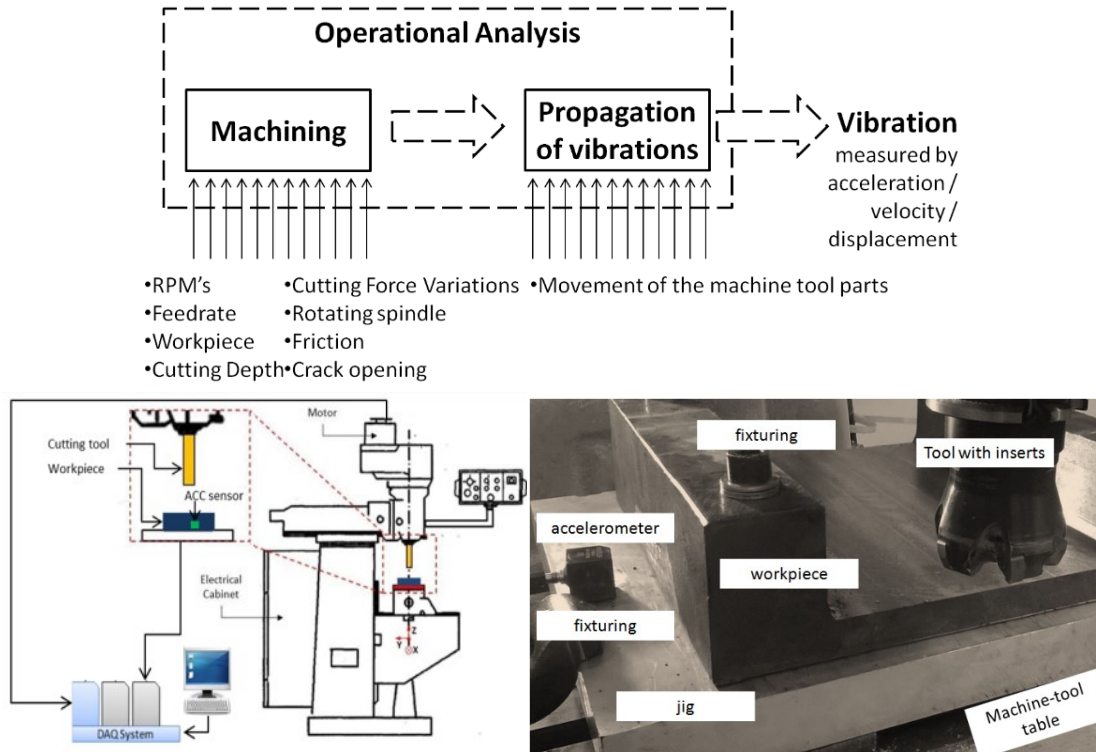 Operational Analysis
Machining
Propagation
of vibrations
Vibration
measured by
acceleration /
velocity /
displacement
•RPM's
•Feedrate
•Workpiece
•Cutting Depth
•Cutting Force Variations
•Rotating spindle
•Friction
•Crack opening
•Movement of the machine tool parts
Motor
Cutting tool
Workpiece
ACC sensor
Electrical
Cabinet
Z
Y
X
DAQ System
fixturing
Tool with inserts
accelerometer
workpiece
fixturing
jig
Machine-tool
table